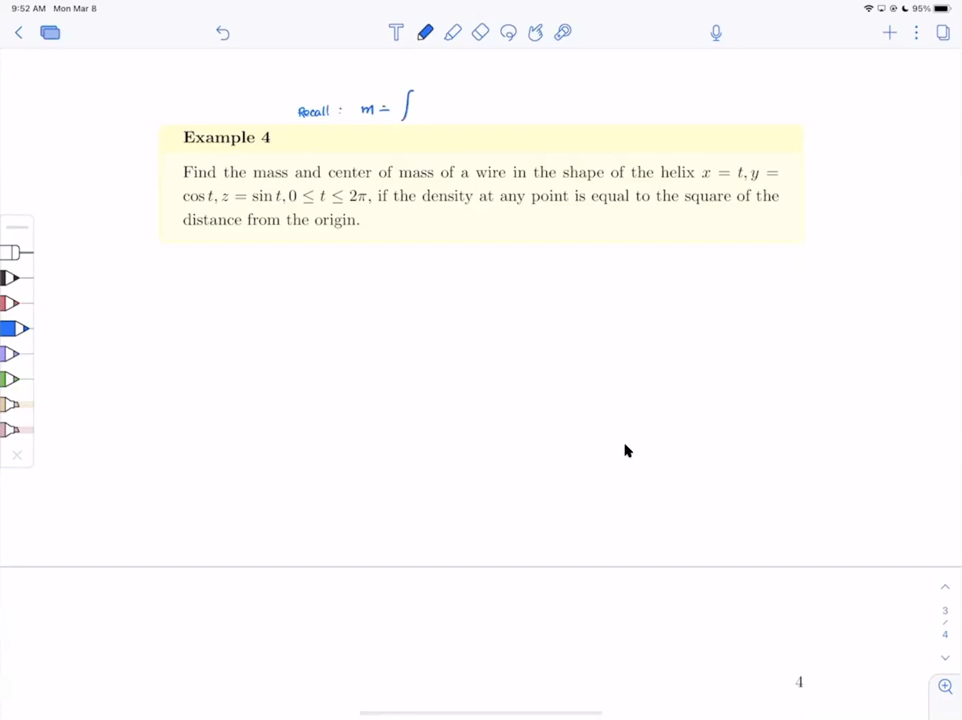 9:52 AM Mon Mar 8
95%
T
Recall : m = ∫
Example 4
Find the mass and center of mass of a wire in the shape of the helix x = t, y =
cos t, z = sin t, 0 ≤ t ≤ 2π, if the density at any point is equal to the square of the
distance from the origin.
3
/
4
4